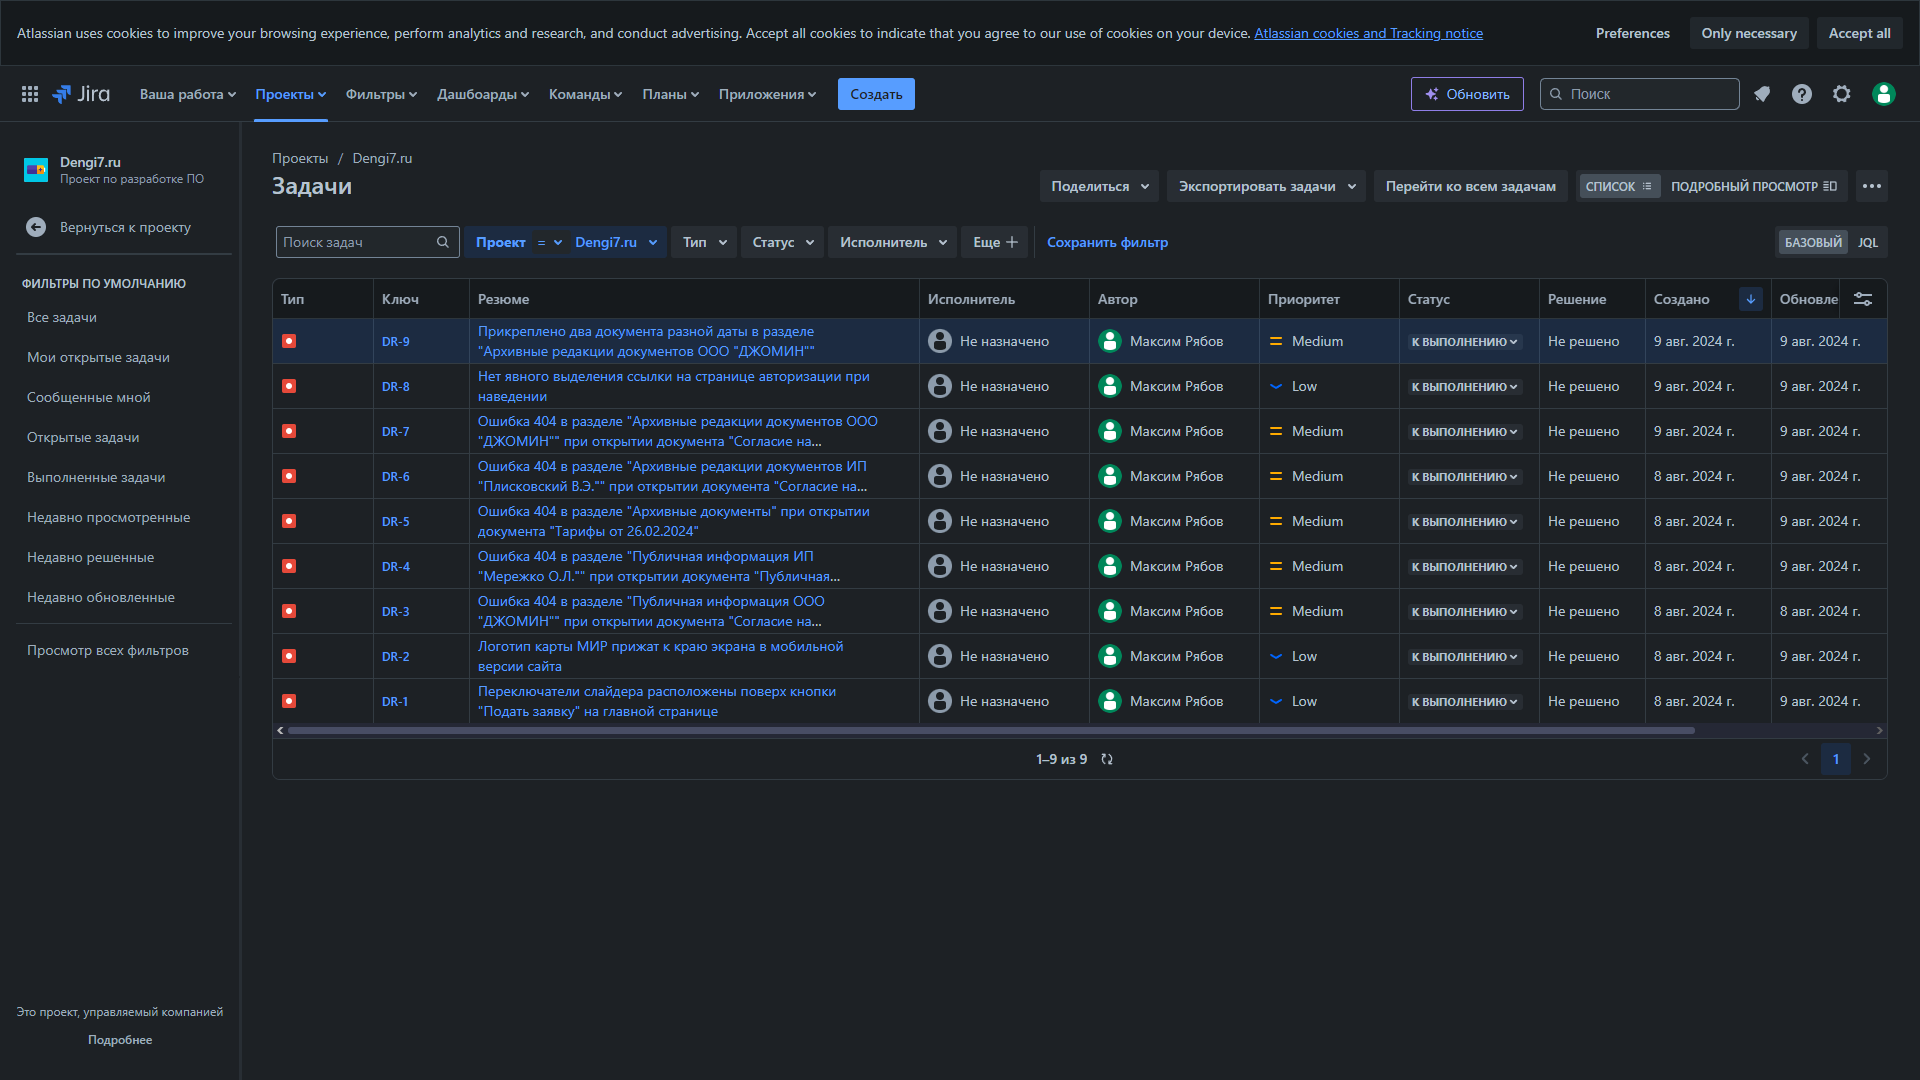 Atlassian uses cookies to improve your browsing experience, perform analytics and research, and conduct advertising. Accept all cookies to indicate that you agree to our use of cookies on your device. Atlassian cookies and Tracking notice
Preferences
Only necessary
Accept all
Jira
Ваша работа
Проекты
Фильтры
Дашборды
Команды
Планы
Приложения
Создать
Обновить
Поиск
Dengi7.ru
Проект по разработке ПО
Вернуться к проекту
ФИЛЬТРЫ ПО УМОЛЧАНИЮ
Все задачи
Мои открытые задачи
Сообщенные мной
Открытые задачи
Выполненные задачи
Недавно просмотренные
Недавно решенные
Недавно обновленные
Просмотр всех фильтров
Это проект, управляемый компанией
Подробнее
Проекты / Dengi7.ru
Задачи
Поделиться
Экспортировать задачи
Перейти ко всем задачам
СПИСОК
ПОДРОБНЫЙ ПРОСМОТР
Поиск задач
Проект = Dengi7.ru
Тип
Статус
Исполнитель
Еще
Сохранить фильтр
БАЗОВЫЙ
JQL
Тип Ключ Резюме Исполнитель Автор Приоритет Статус Решение Создано Обновле
DR-9
Прикреплено два документа разной даты в разделе
"Архивные редакции документов ООО "ДЖОМИН""
Не назначено Максим Рябов Medium К ВЫПОЛНЕНИЮ Не решено 9 авг. 2024 г. 9 авг. 2024 г.
DR-8
Нет явного выделения ссылки на странице авторизации при
наведении
Не назначено Максим Рябов Low К ВЫПОЛНЕНИЮ Не решено 9 авг. 2024 г. 9 авг. 2024 г.
DR-7
Ошибка 404 в разделе "Архивные редакции документов ООО
"ДЖОМИН"" при открытии документа "Согласие на...
Не назначено Максим Рябов Medium К ВЫПОЛНЕНИЮ Не решено 9 авг. 2024 г. 9 авг. 2024 г.
DR-6
Ошибка 404 в разделе "Архивные редакции документов ИП
"Плисковский В.Э."" при открытии документа "Согласие на...
Не назначено Максим Рябов Medium К ВЫПОЛНЕНИЮ Не решено 8 авг. 2024 г. 9 авг. 2024 г.
DR-5
Ошибка 404 в разделе "Архивные документы" при открытии
документа "Тарифы от 26.02.2024"
Не назначено Максим Рябов Medium К ВЫПОЛНЕНИЮ Не решено 8 авг. 2024 г. 9 авг. 2024 г.
DR-4
Ошибка 404 в разделе "Публичная информация ИП
"Мережко О.Л."" при открытии документа "Публичная...
Не назначено Максим Рябов Medium К ВЫПОЛНЕНИЮ Не решено 8 авг. 2024 г. 9 авг. 2024 г.
DR-3
Ошибка 404 в разделе "Публичная информация ООО
"ДЖОМИН"" при открытии документа "Согласие на...
Не назначено Максим Рябов Medium К ВЫПОЛНЕНИЮ Не решено 8 авг. 2024 г. 8 авг. 2024 г.
DR-2
Логотип карты МИР прижат к краю экрана в мобильной
версии сайта
Не назначено Максим Рябов Low К ВЫПОЛНЕНИЮ Не решено 8 авг. 2024 г. 9 авг. 2024 г.
DR-1
Переключатели слайдера расположены поверх кнопки
"Подать заявку" на главной странице
Не назначено Максим Рябов Low К ВЫПОЛНЕНИЮ Не решено 8 авг. 2024 г. 9 авг. 2024 г.
1–9 из 9
1